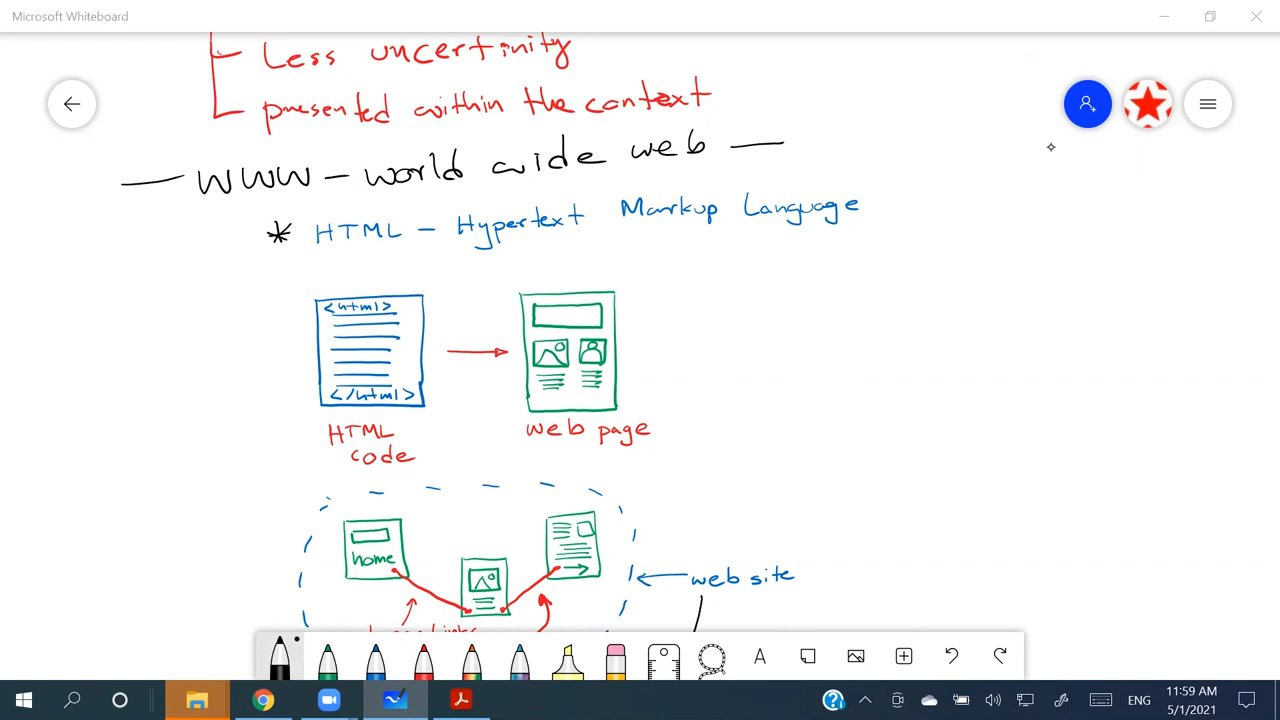 Microsoft Whiteboard
Less uncertinity
presented within the context
WWW - world wide web
* HTML - Hypertext Markup Language
<html>
</html>
HTML
code
web page
home
web site
A
ENG
11:59 AM
5/1/2021